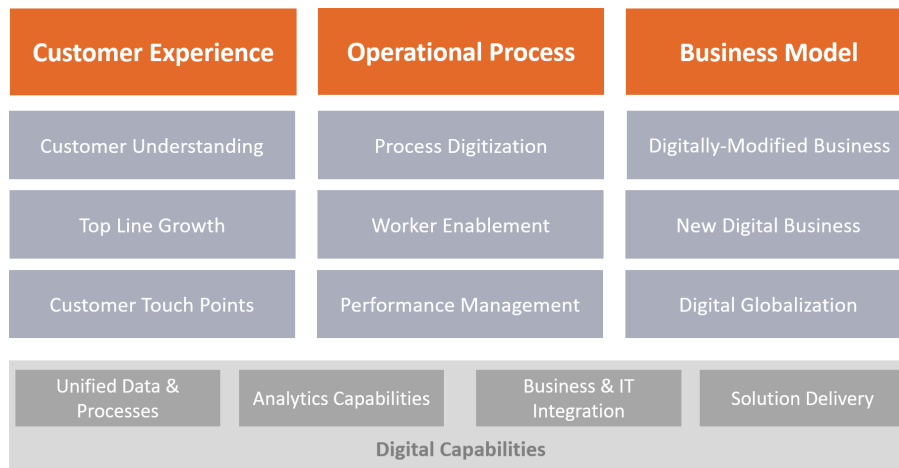 Customer Experience
Operational Process
Business Model
Customer Understanding
Process Digitization
Digitally-Modified Business
Top Line Growth
Worker Enablement
New Digital Business
Customer Touch Points
Performance Management
Digital Globalization
Unified Data &
Processes
Analytics Capabilities
Business & IT
Integration
Solution Delivery
Digital Capabilities